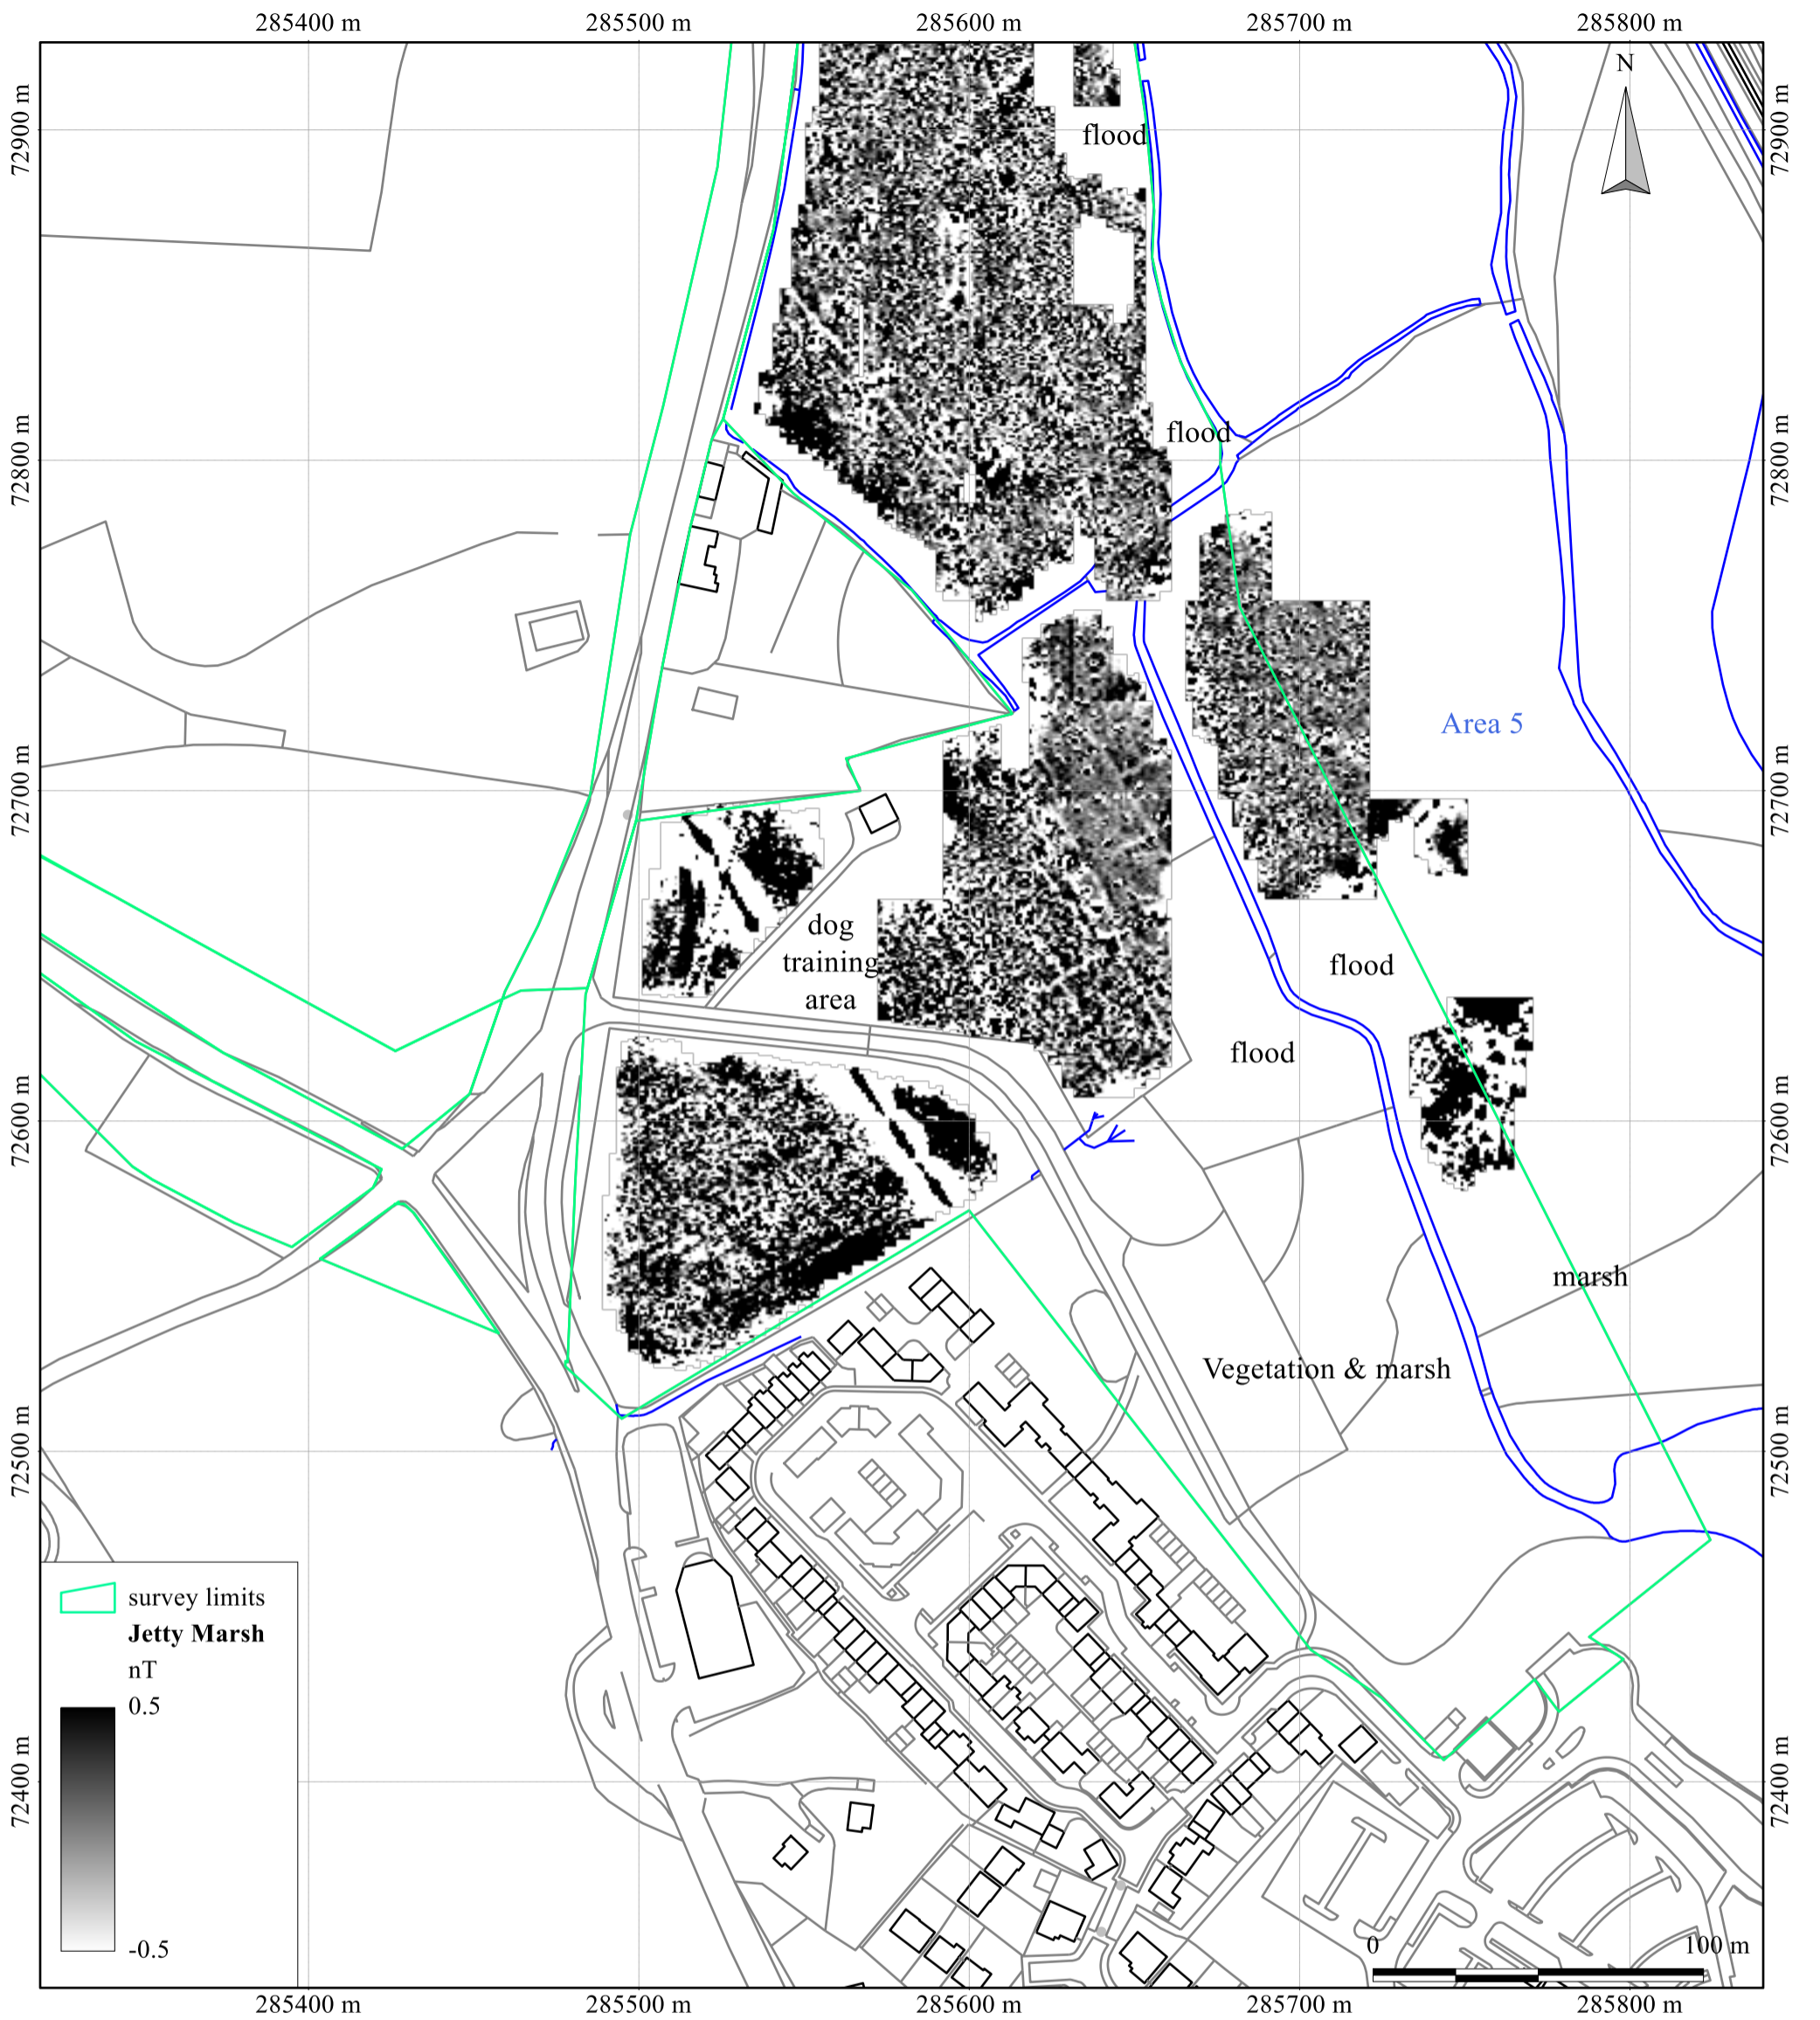 285400 m 285500 m 285600 m 285700 m 285800 m
N
72900 m
72900 m
flood
flood
72800 m
72800 m
Area 5
72700 m
72700 m
dog
training
area
flood
flood
72600 m
72600 m
marsh
Vegetation & marsh
72500 m
72500 m
survey limits
Jetty Marsh
nT
0.5
-0.5
72400 m
72400 m
0 100 m
285400 m 285500 m 285600 m 285700 m 285800 m